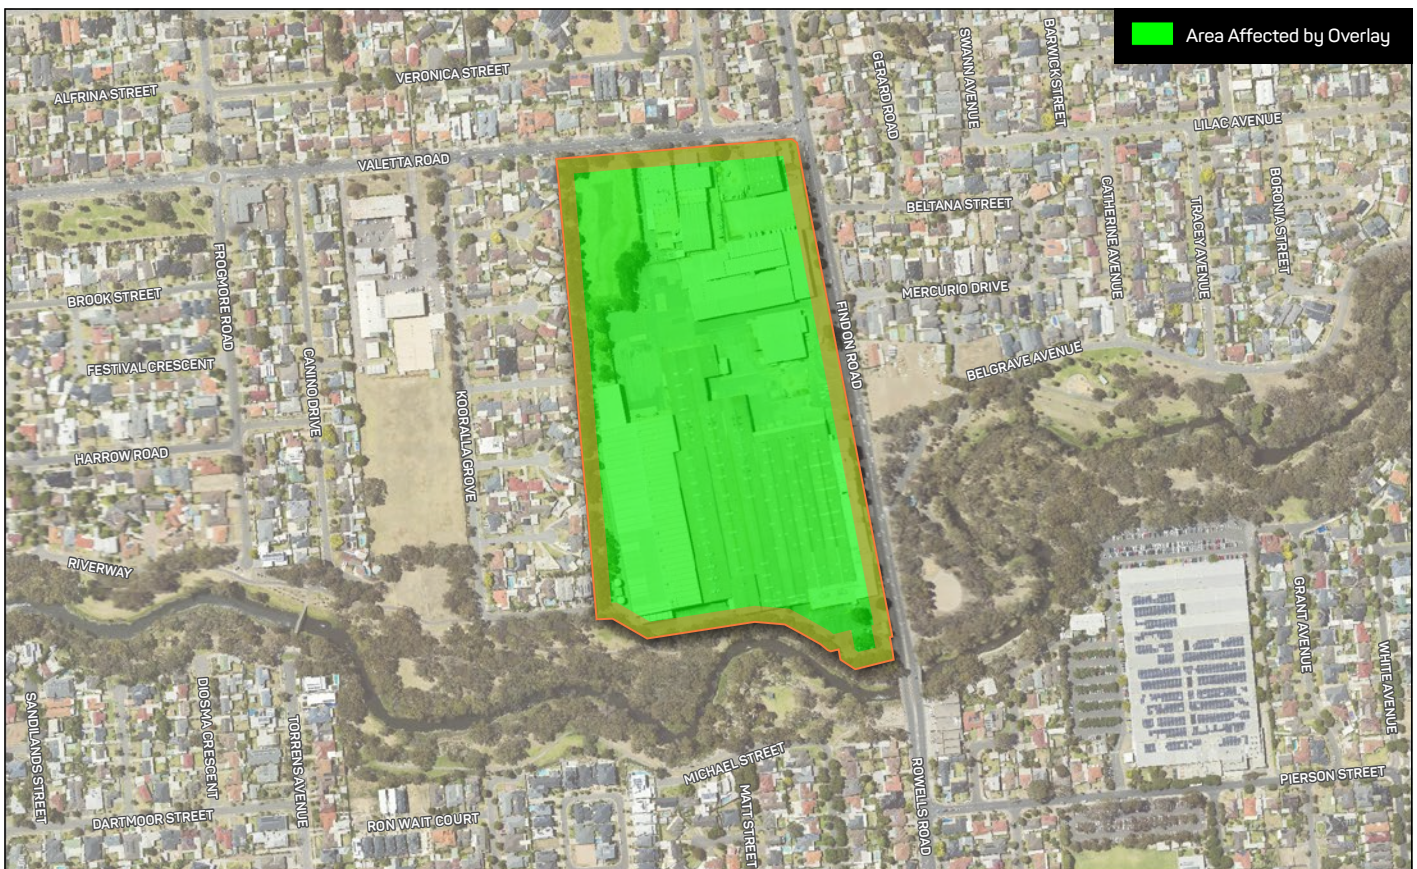 Area Affected by Overlay
ALFRINA STREET
VERONICA STREET
VALETTA ROAD
GERARD ROAD
SWANN AVENUE
BARWICK STREET
LILAC AVENUE
BELTANA STREET
CATHERINE AVENUE
TRACEY AVENUE
BORONIA STREET
BROOK STREET
FROGMORE ROAD
MERCURIO DRIVE
FINDON ROAD
FESTIVAL CRESCENT
CANINO DRIVE
KOORALLA GROVE
BELGRAVE AVENUE
HARROW ROAD
RIVERWAY
GRANT AVENUE
WHITE AVENUE
SANDILANDS STREET
DIOSMA CRESCENT
TORRENS AVENUE
MICHAEL STREET
MATT STREET
ROWELLS ROAD
PIERSON STREET
DARTMOOR STREET
RON WAIT COURT